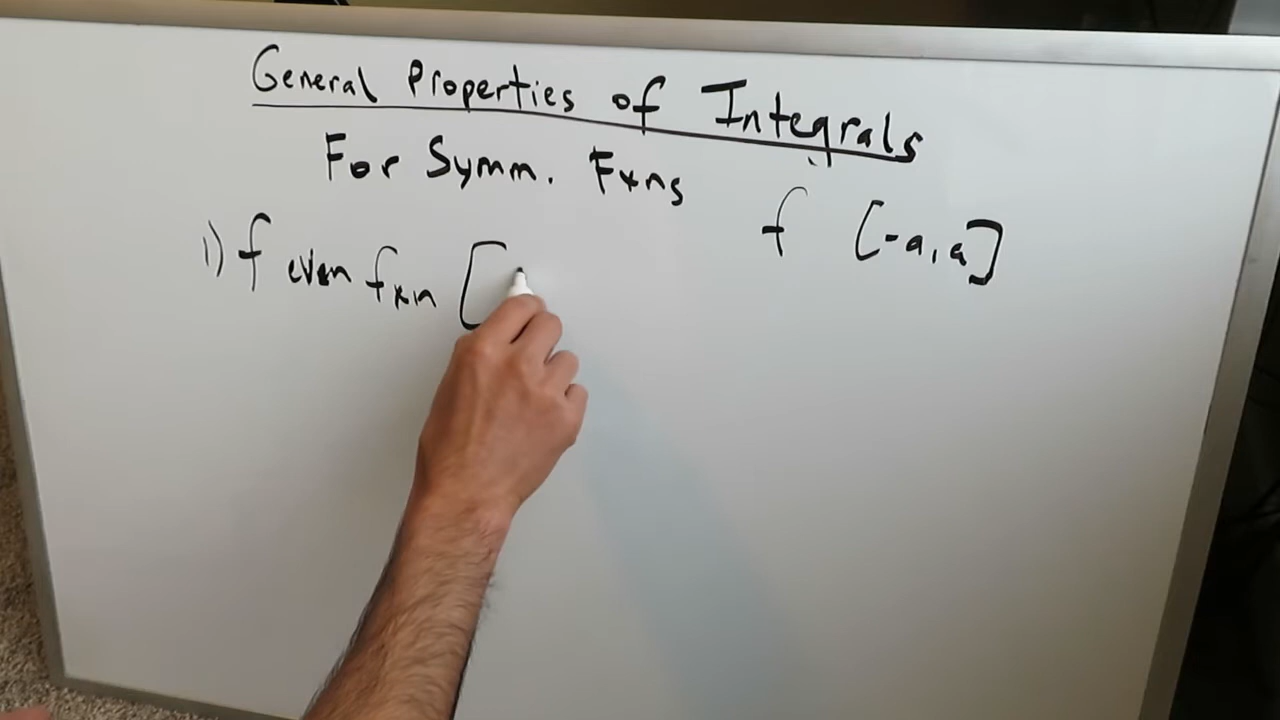 General Properties of Integrals
For Symm. Fxns
f [-a,a]
1) f even fxn [